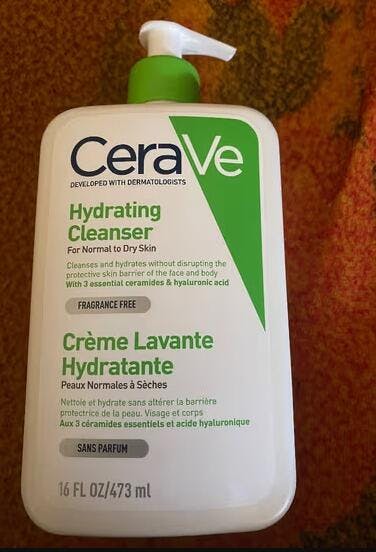 CeraVe
DEVELOPED WITH DERMATOLOGISTS
Hydrating
Cleanser
For Normal to Dry Skin
Cleanses and hydrates without disrupting the
protective skin barrier of the face and body
With 3 essential ceramides & hyaluronic acid
FRAGRANCE FREE
Crème Lavante
Hydratante
Peaux Normales à Sèches
Nettoie et hydrate sans altérer la barrière
protectrice de la peau. Visage et corps
Aux 3 céramides essentiels et acide hyaluronique
SANS PARFUM
16 FL OZ/473 ml